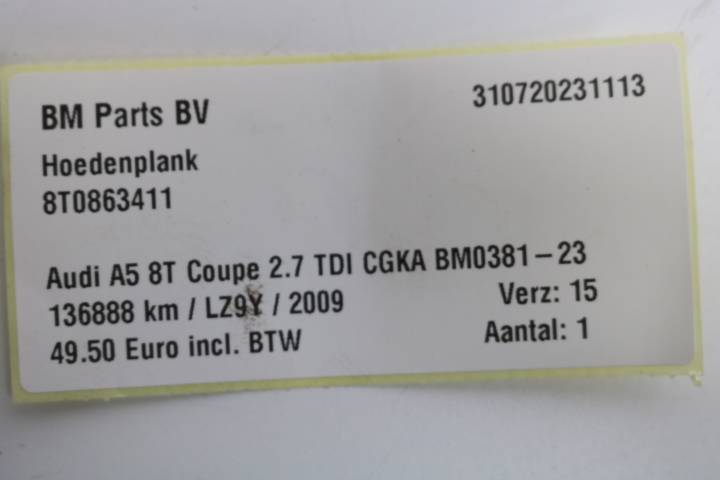 BM Parts BV 310720231113
Hoedenplank
8T0863411
Audi A5 8T Coupe 2.7 TDI CGKA BM0381-23
136888 km / LZ9Y / 2009 Verz: 15
49.50 Euro incl. BTW Aantal: 1